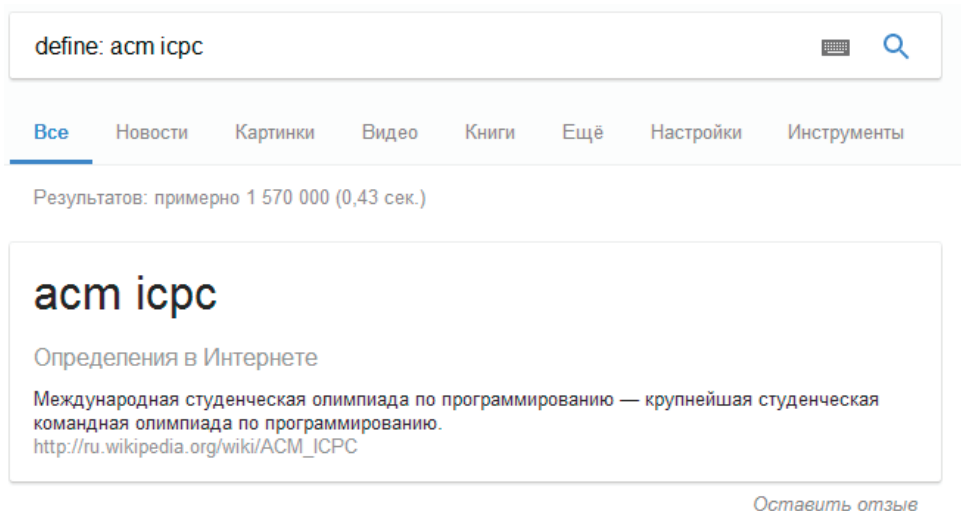 define: acm icpc
Все Новости Картинки Видео Книги Ещё Настройки Инструменты
Результатов: примерно 1 570 000 (0,43 сек.)
acm icpc
Определения в Интернете
Международная студенческая олимпиада по программированию — крупнейшая студенческая
командная олимпиада по программированию.
http://ru.wikipedia.org/wiki/ACM_ICPC
Оставить отзыв